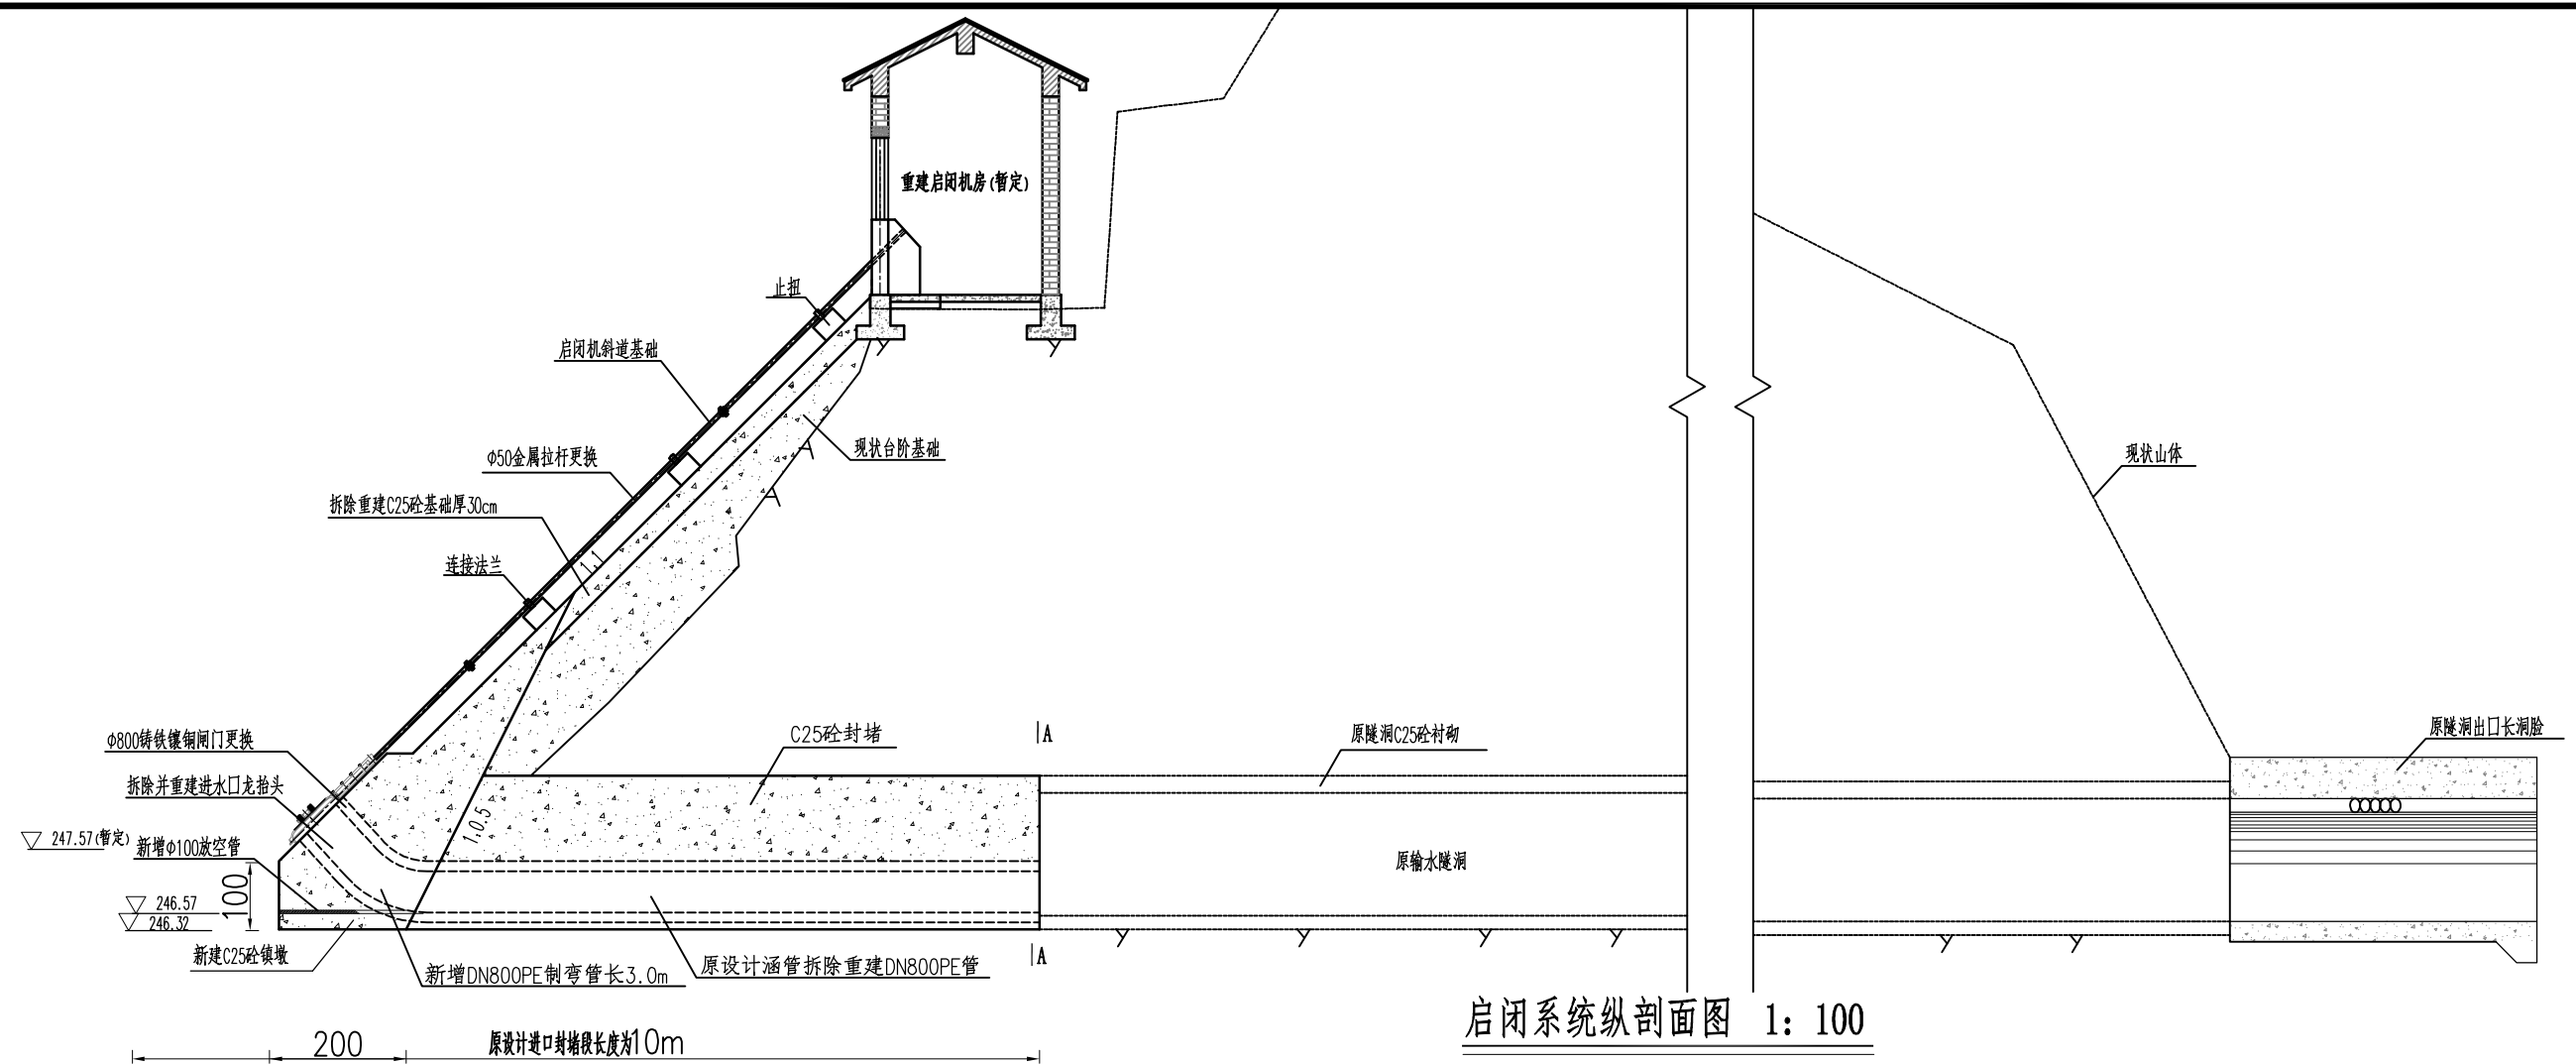 重建启闭机房(暂定)
止扭
启闭机斜道基础
现状台阶基础
现状山体
Φ50金属拉杆更换
拆除重建C25砼基础厚30cm
连接法兰
1:1
Φ800铸铁镶铜闸门更换
C25砼封堵
A
原隧洞C25砼衬砌
原隧洞出口长洞脸
拆除并重建进水口龙抬头
247.57(暂定)
新增Φ100放空管
1:0.5
原输水隧洞
100
246.57
246.32
新建C25砼镇墩
新增DN800PE制弯管长3.0m
原设计涵管拆除重建DN800PE管
A
启闭系统纵剖面图 1: 100
200
原设计进口封堵段长度为10m